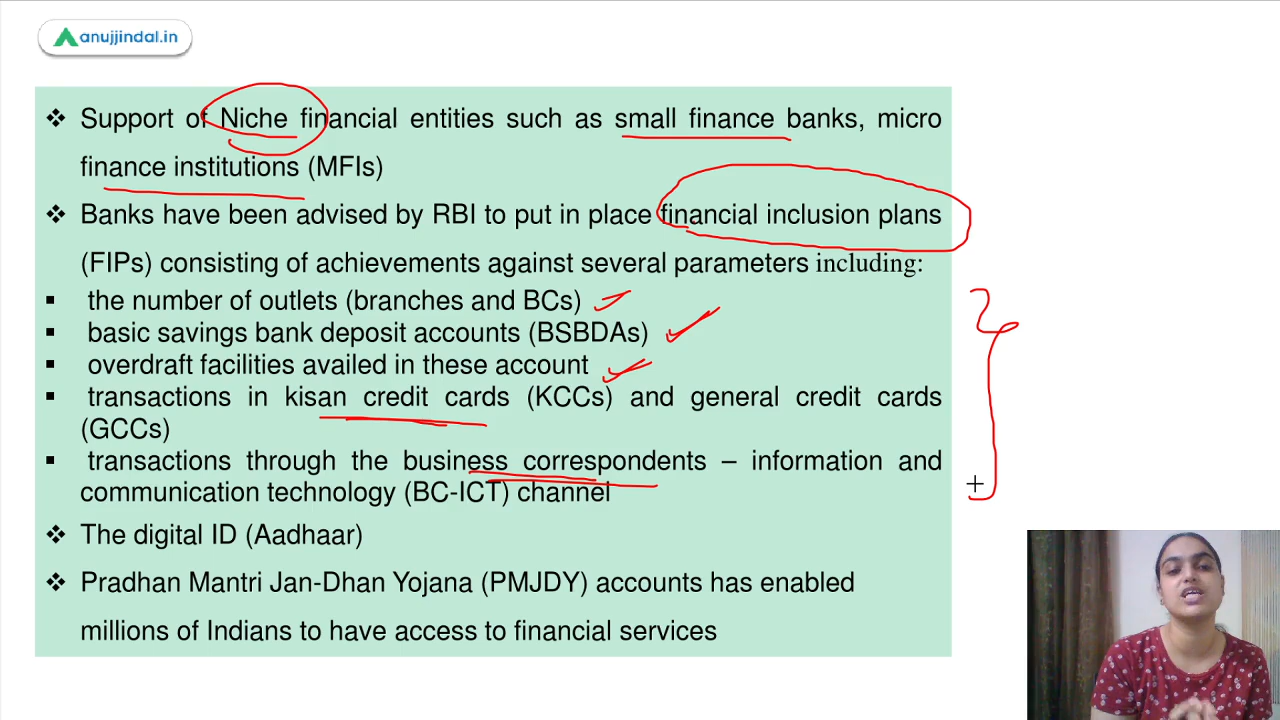 anujjindal.in
❖ Support of Niche financial entities such as small finance banks, micro
finance institutions (MFIs)
❖ Banks have been advised by RBI to put in place financial inclusion plans
(FIPs) consisting of achievements against several parameters including:
▪ the number of outlets (branches and BCs)
▪ basic savings bank deposit accounts (BSBDAs)
▪ overdraft facilities availed in these account
▪ transactions in kisan credit cards (KCCs) and general credit cards
(GCCs)
▪ transactions through the business correspondents – information and
communication technology (BC-ICT) channel
❖ The digital ID (Aadhaar)
❖ Pradhan Mantri Jan-Dhan Yojana (PMJDY) accounts has enabled
millions of Indians to have access to financial services